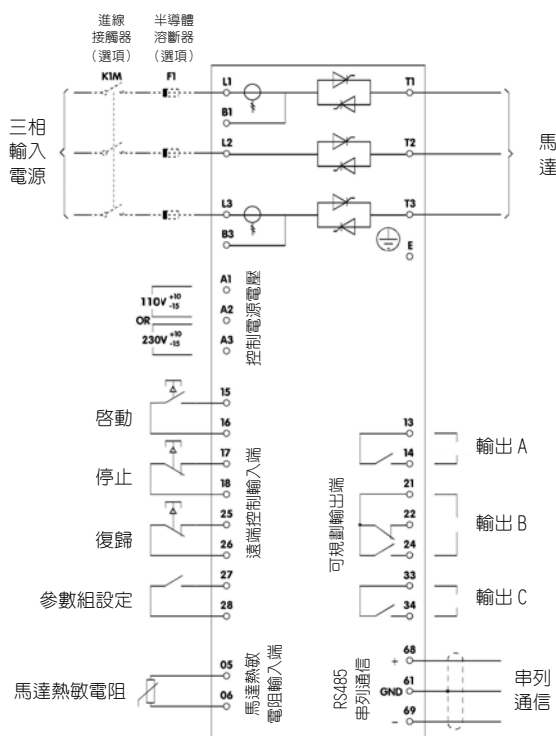 進線
接觸器
（選項）
半導體
溶斷器
（選項）
K1M
F1
L1
T1
B1
三相
輸入
電源
L2
T2
馬
達
L3
T3
B3
E
A1
110V +10 -15
OR
A2
230V +10 -15
A3
控制電源電壓
啓動
15
16
停止
17
18
復歸
25
26
遠端控制輸入端
參數組設定
27
28
馬達熱敏電阻
05
06
馬達熱敏
電阻輸入端
13
14
輸出 A
21
22
24
輸出 B
可規劃輸出端
33
34
輸出 C
RS485
串列通信
+ 68
GND 61
− 69
串列
通信